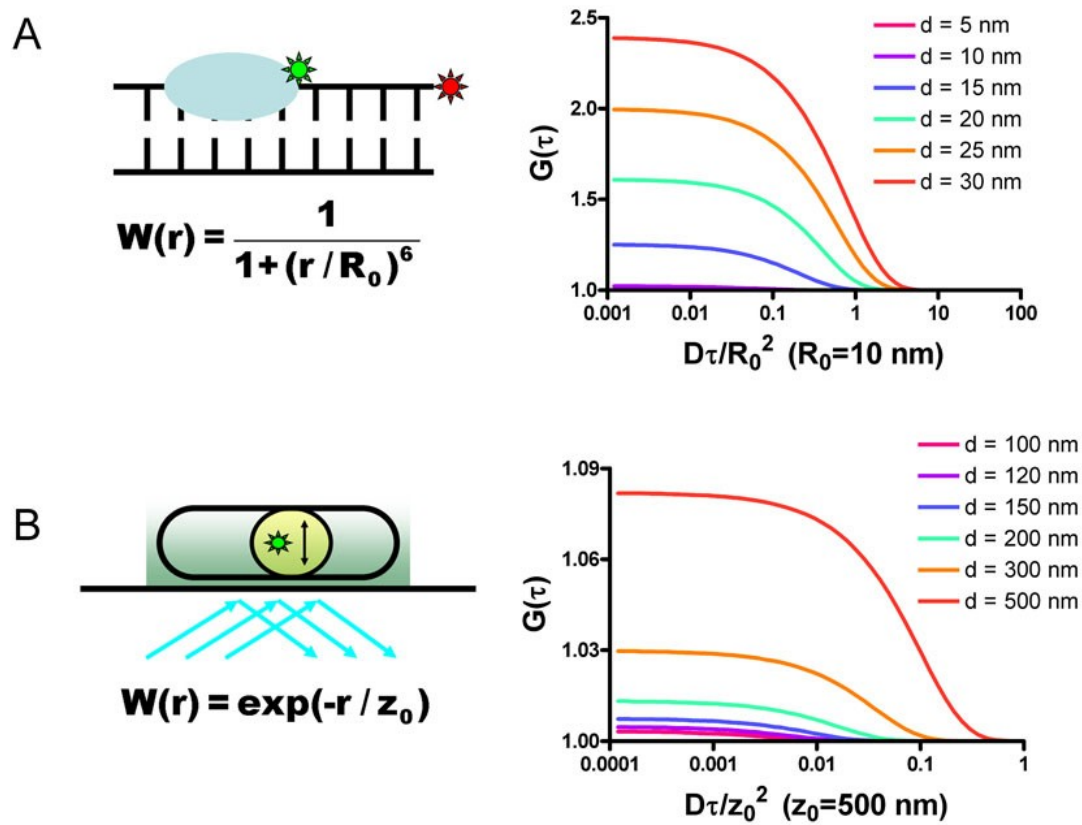 A
W(r) = 1 / 1+ (r / R₀)⁶
G(τ)
2.5
2.0
1.5
1.0
0.001
0.01
0.1
1
10
100
Dτ/R₀² (R₀=10 nm)
d = 5 nm
d = 10 nm
d = 15 nm
d = 20 nm
d = 25 nm
d = 30 nm
B
W(r) = exp(-r / z₀)
G(τ)
1.09
1.06
1.03
1.00
0.0001
0.001
0.01
0.1
1
Dτ/z₀² (z₀=500 nm)
d = 100 nm
d = 120 nm
d = 150 nm
d = 200 nm
d = 300 nm
d = 500 nm